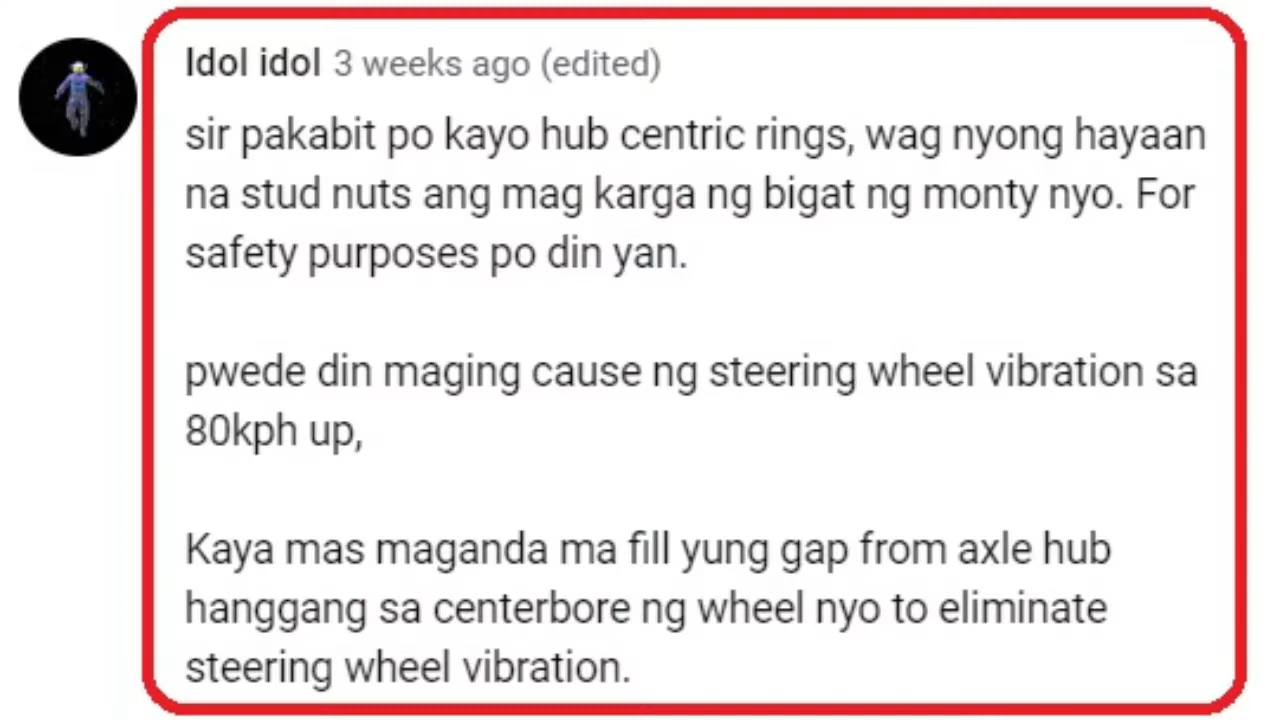 Idol idol 3 weeks ago (edited)
sir pakabit po kayo hub centric rings, wag nyong hayaan
na stud nuts ang mag karga ng bigat ng monty nyo. For
safety purposes po din yan.
pwede din maging cause ng steering wheel vibration sa
80kph up,
Kaya mas maganda ma fill yung gap from axle hub
hanggang sa centerbore ng wheel nyo to eliminate
steering wheel vibration.